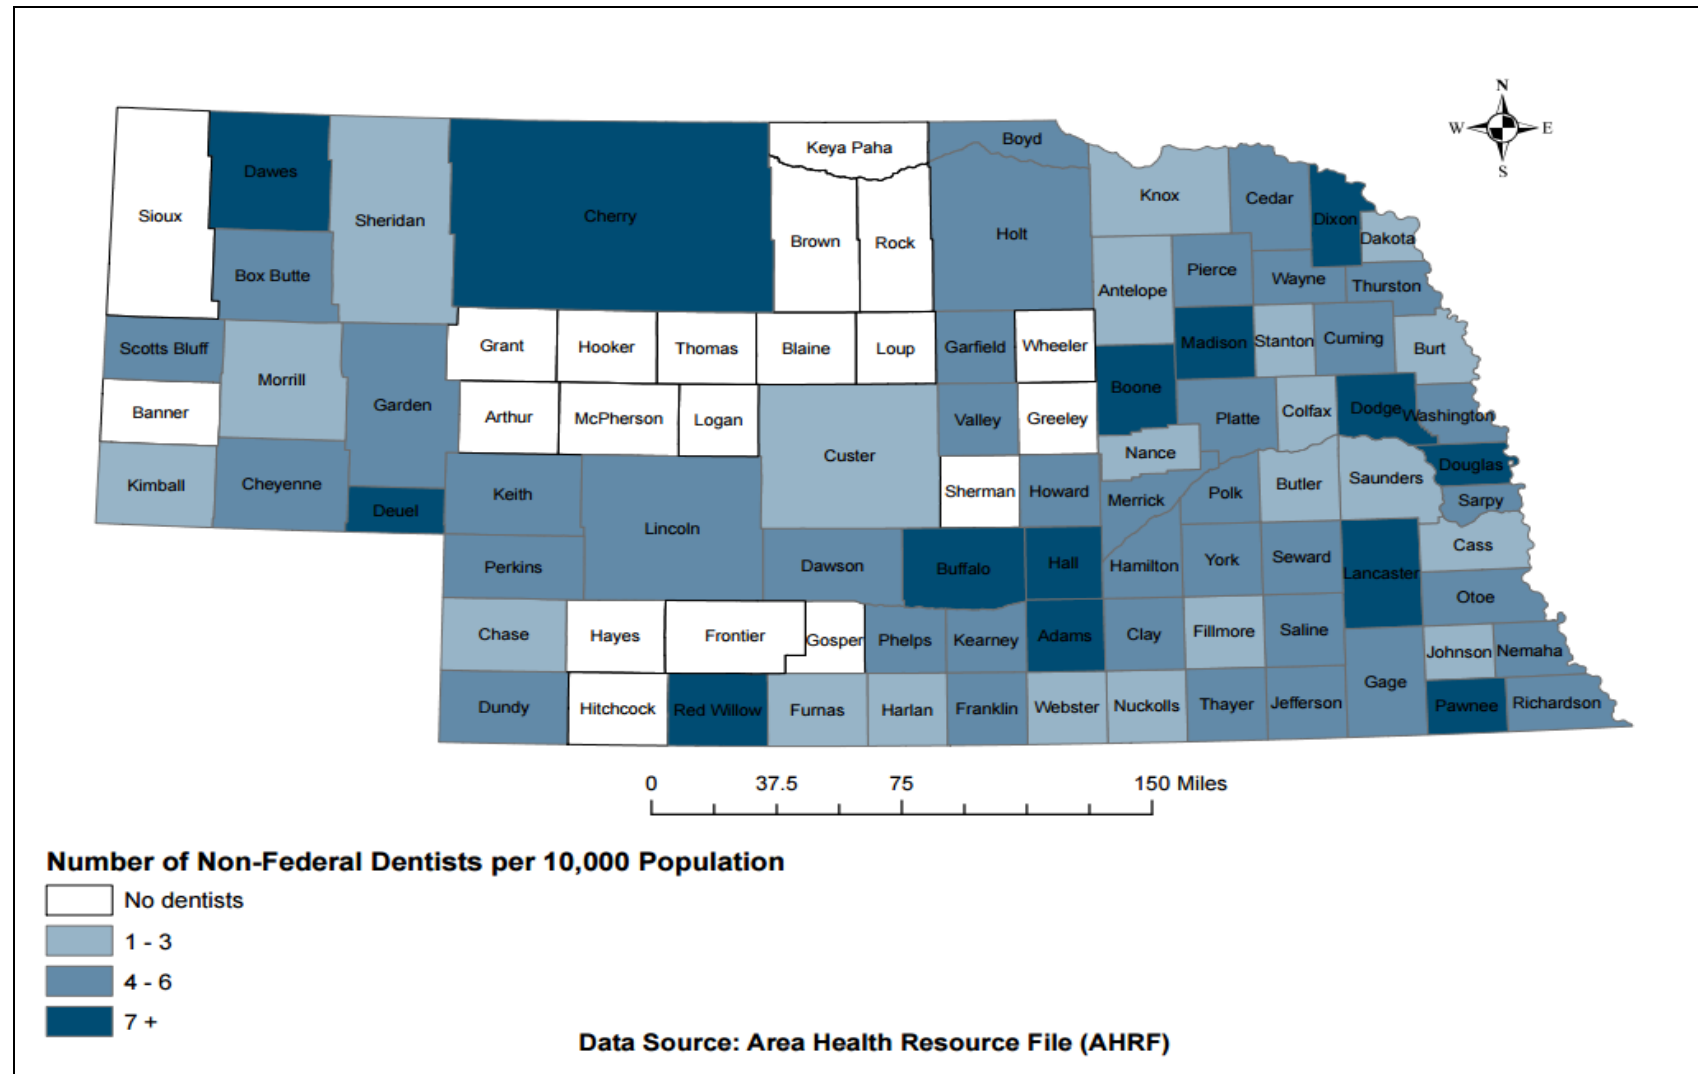 N
W E
S
Keya Paha
Boyd
Dawes
Sheridan
Cherry
Knox
Cedar
Sioux
Dixon
Brown
Rock
Holt
Dakota
Box Butte
Antelope
Pierce
Wayne
Thurston
Scotts Bluff
Grant
Hooker
Thomas
Blaine
Loup
Garfield
Wheeler
Madison
Stanton
Cuming
Burt
Morrill
Garden
Boone
Banner
Arthur
McPherson
Logan
Valley
Greeley
Platte
Colfax
Dodge
Washington
Custer
Nance
Kimball
Cheyenne
Deuel
Keith
Sherman
Howard
Merrick
Polk
Butler
Saunders
Douglas
Sarpy
Lincoln
Perkins
Dawson
Buffalo
Hall
Hamilton
York
Seward
Lancaster
Cass
Otoe
Chase
Hayes
Frontier
Gosper
Phelps
Kearney
Adams
Clay
Fillmore
Saline
Johnson
Nemaha
Gage
Dundy
Hitchcock
Red Willow
Furnas
Harlan
Franklin
Webster
Nuckolls
Thayer
Jefferson
Pawnee
Richardson
0 37.5 75 150 Miles
Number of Non-Federal Dentists per 10,000 Population
No dentists
1 - 3
4 - 6
7 +
Data Source: Area Health Resource File (AHRF)